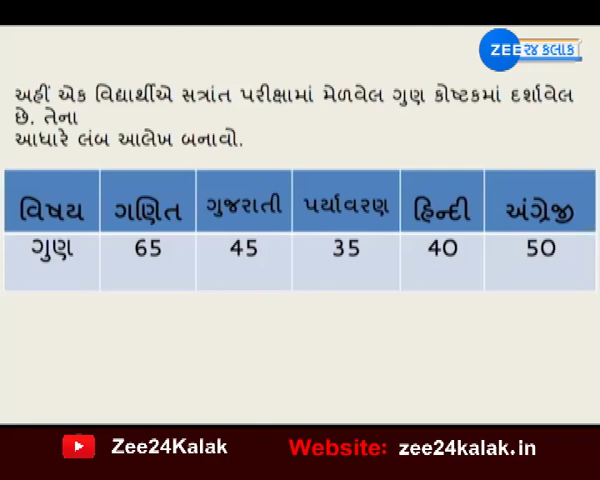 ZEE ૨૪ કલાક
અહીં એક વિદ્યાર્થીએ સત્રાંત પરીક્ષામાં મેળવેલ ગુણ કોષ્ટકમાં દર્શાવેલ
છે. તેના
આધારે લંબ આલેખ બનાવો.
વિષય ગણિત ગુજરાતી પર્યાવરણ હિન્દી અંગ્રેજી
ગુણ 65 45 35 40 50
Zee24Kalak Website: zee24kalak.in